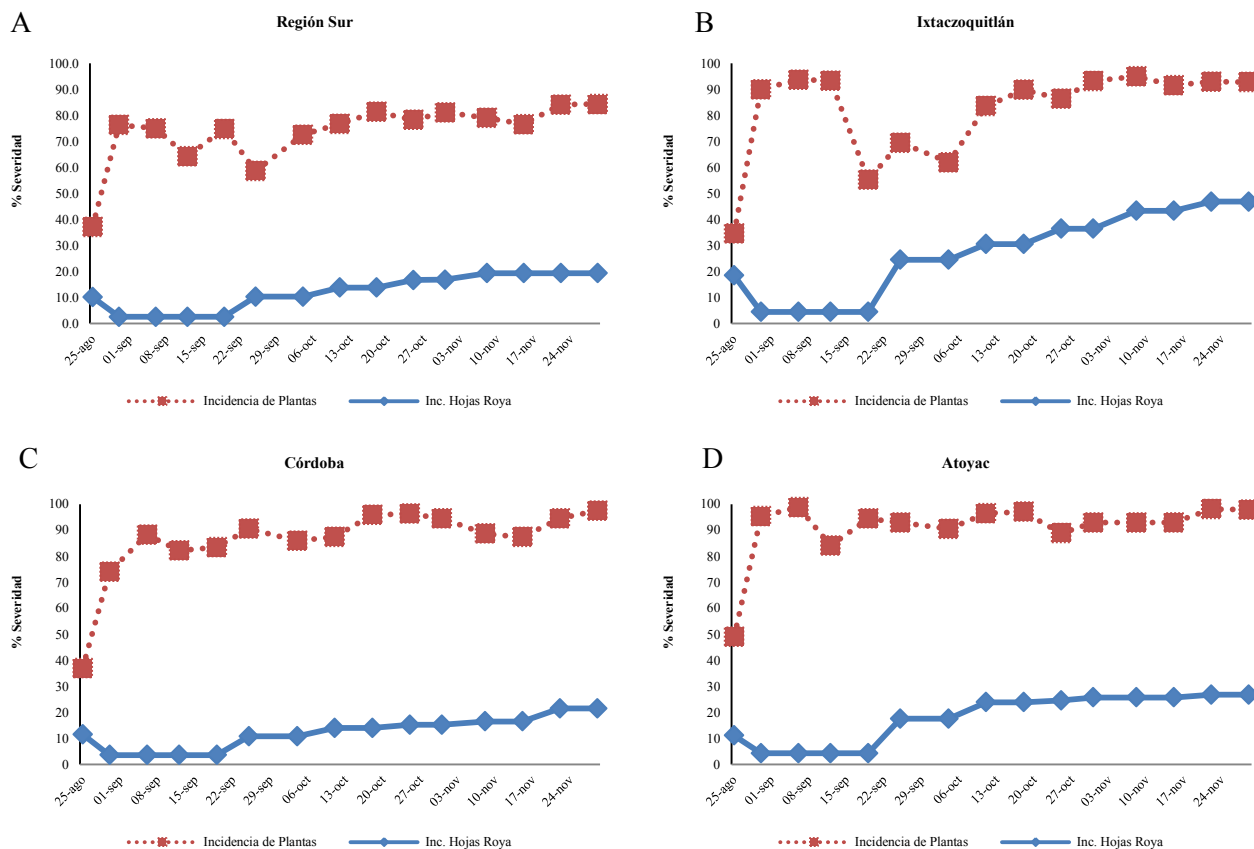 A
Región Sur
% Severidad
100.0
90.0
80.0
70.0
60.0
50.0
40.0
30.0
20.0
10.0
0.0
25-ago 01-sep 08-sep 15-sep 22-sep 29-sep 06-oct 13-oct 20-oct 27-oct 03-nov 10-nov 17-nov 24-nov
Incidencia de Plantas Inc. Hojas Roya
B
Ixtaczoquitlán
% Severidad
100
90
80
70
60
50
40
30
20
10
0
25-ago 01-sep 08-sep 15-sep 22-sep 29-sep 06-oct 13-oct 20-oct 27-oct 03-nov 10-nov 17-nov 24-nov
Incidencia de Plantas Inc. Hojas Roya
C
Córdoba
% Severidad
100
90
80
70
60
50
40
30
20
10
0
25-ago 01-sep 08-sep 15-sep 22-sep 29-sep 06-oct 13-oct 20-oct 27-oct 03-nov 10-nov 17-nov 24-nov
Incidencia de Plantas Inc. Hojas Roya
D
Atoyac
% Severidad
100
90
80
70
60
50
40
30
20
10
0
25-ago 01-sep 08-sep 15-sep 22-sep 29-sep 06-oct 13-oct 20-oct 27-oct 03-nov 10-nov 17-nov 24-nov
Incidencia de Plantas Inc. Hojas Roya